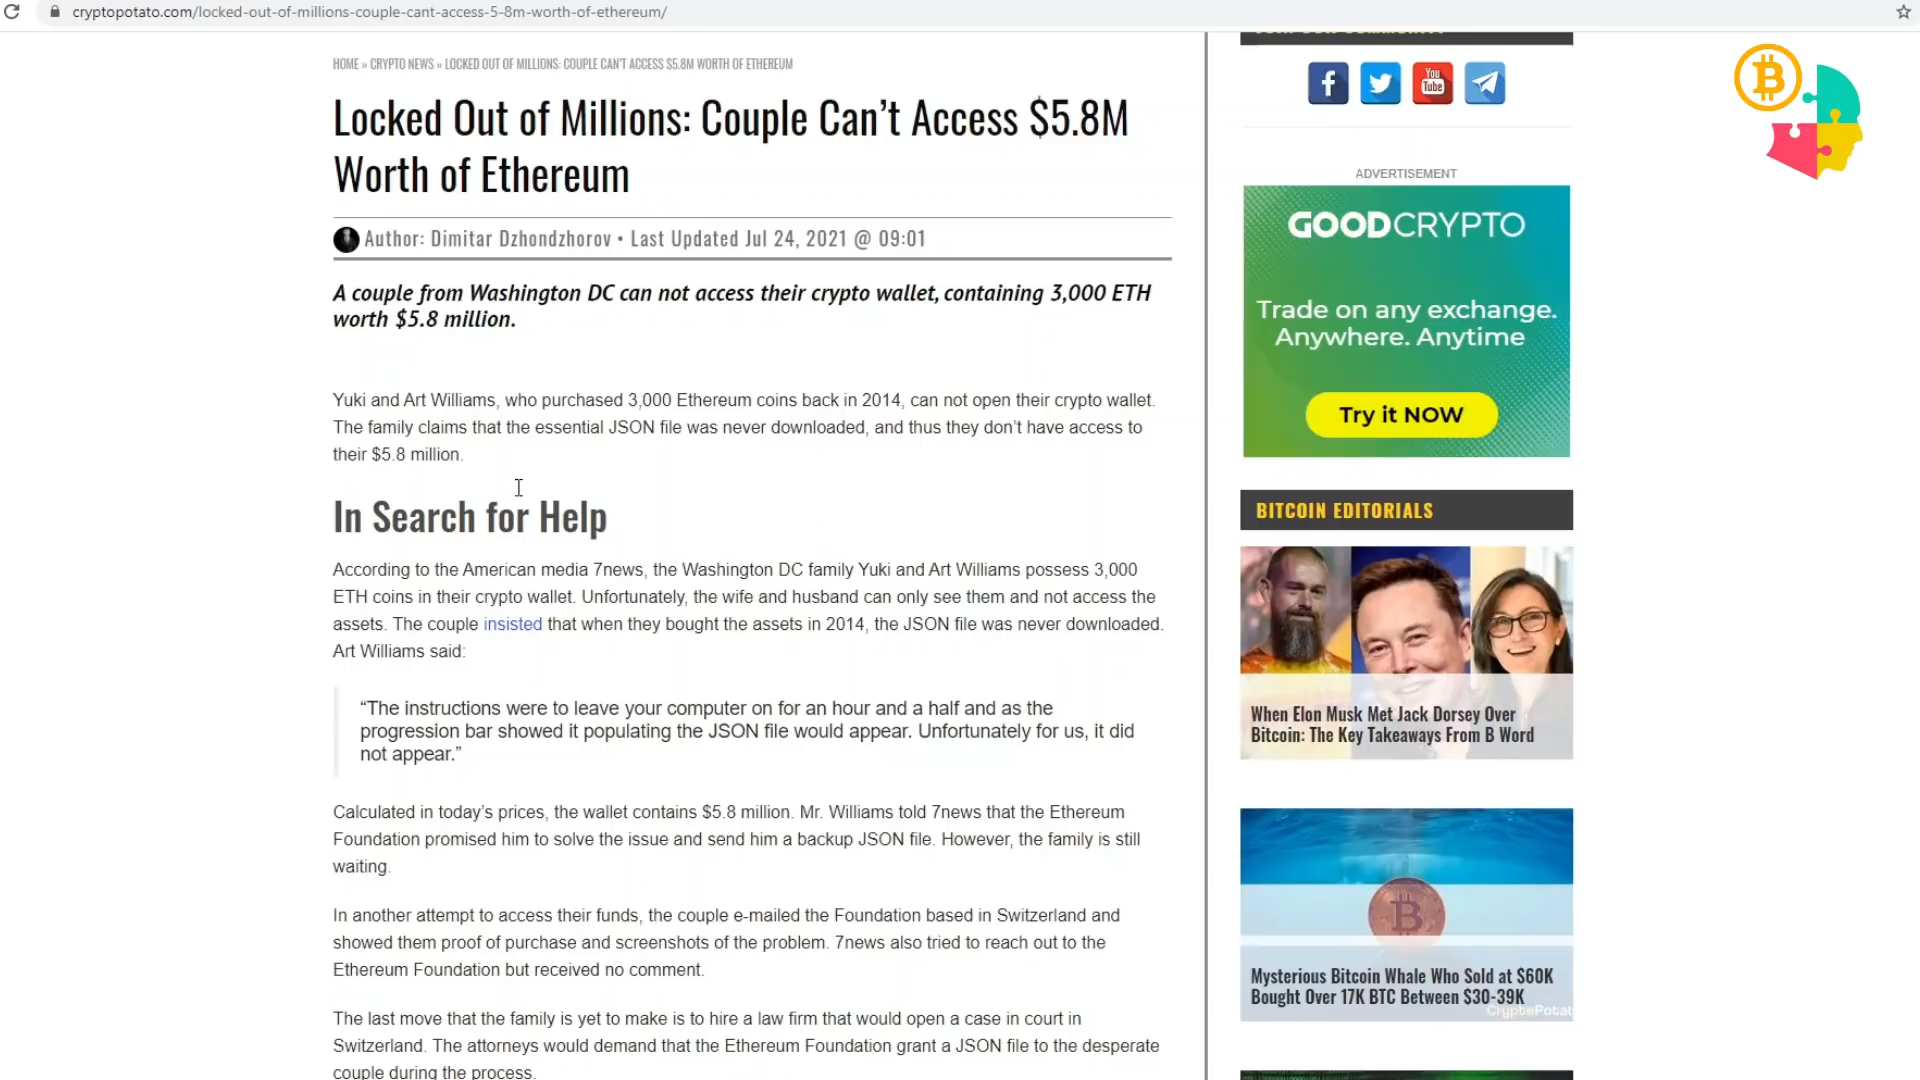 cryptopotato.com/locked-out-of-millions-couple-cant-access-5-8m-worth-of-ethereum/
HOME » CRYPTO NEWS » LOCKED OUT OF MILLIONS: COUPLE CAN'T ACCESS $5.8M WORTH OF ETHEREUM
Locked Out of Millions: Couple Can’t Access $5.8M
Worth of Ethereum
Author: Dimitar Dzhondzhorov • Last Updated Jul 24, 2021 @ 09:01
A couple from Washington DC can not access their crypto wallet, containing 3,000 ETH
worth $5.8 million.
Yuki and Art Williams, who purchased 3,000 Ethereum coins back in 2014, can not open their crypto wallet.
The family claims that the essential JSON file was never downloaded, and thus they don’t have access to
their $5.8 million.
In Search for Help
According to the American media 7news, the Washington DC family Yuki and Art Williams possess 3,000
ETH coins in their crypto wallet. Unfortunately, the wife and husband can only see them and not access the
assets. The couple insisted that when they bought the assets in 2014, the JSON file was never downloaded.
Art Williams said:
“The instructions were to leave your computer on for an hour and a half and as the
progression bar showed it populating the JSON file would appear. Unfortunately for us, it did
not appear.”
Calculated in today’s prices, the wallet contains $5.8 million. Mr. Williams told 7news that the Ethereum
Foundation promised him to solve the issue and send him a backup JSON file. However, the family is still
waiting.
In another attempt to access their funds, the couple e-mailed the Foundation based in Switzerland and
showed them proof of purchase and screenshots of the problem. 7news also tried to reach out to the
Ethereum Foundation but received no comment.
The last move that the family is yet to make is to hire a law firm that would open a case in court in
Switzerland. The attorneys would demand that the Ethereum Foundation grant a JSON file to the desperate
couple during the process.
You
Tube
ADVERTISEMENT
GOODCRYPTO
Trade on any exchange.
Anywhere. Anytime
Try it NOW
BITCOIN EDITORIALS
When Elon Musk Met Jack Dorsey Over
Bitcoin: The Key Takeaways From B Word
Mysterious Bitcoin Whale Who Sold at $60K
Bought Over 17K BTC Between $30-39K